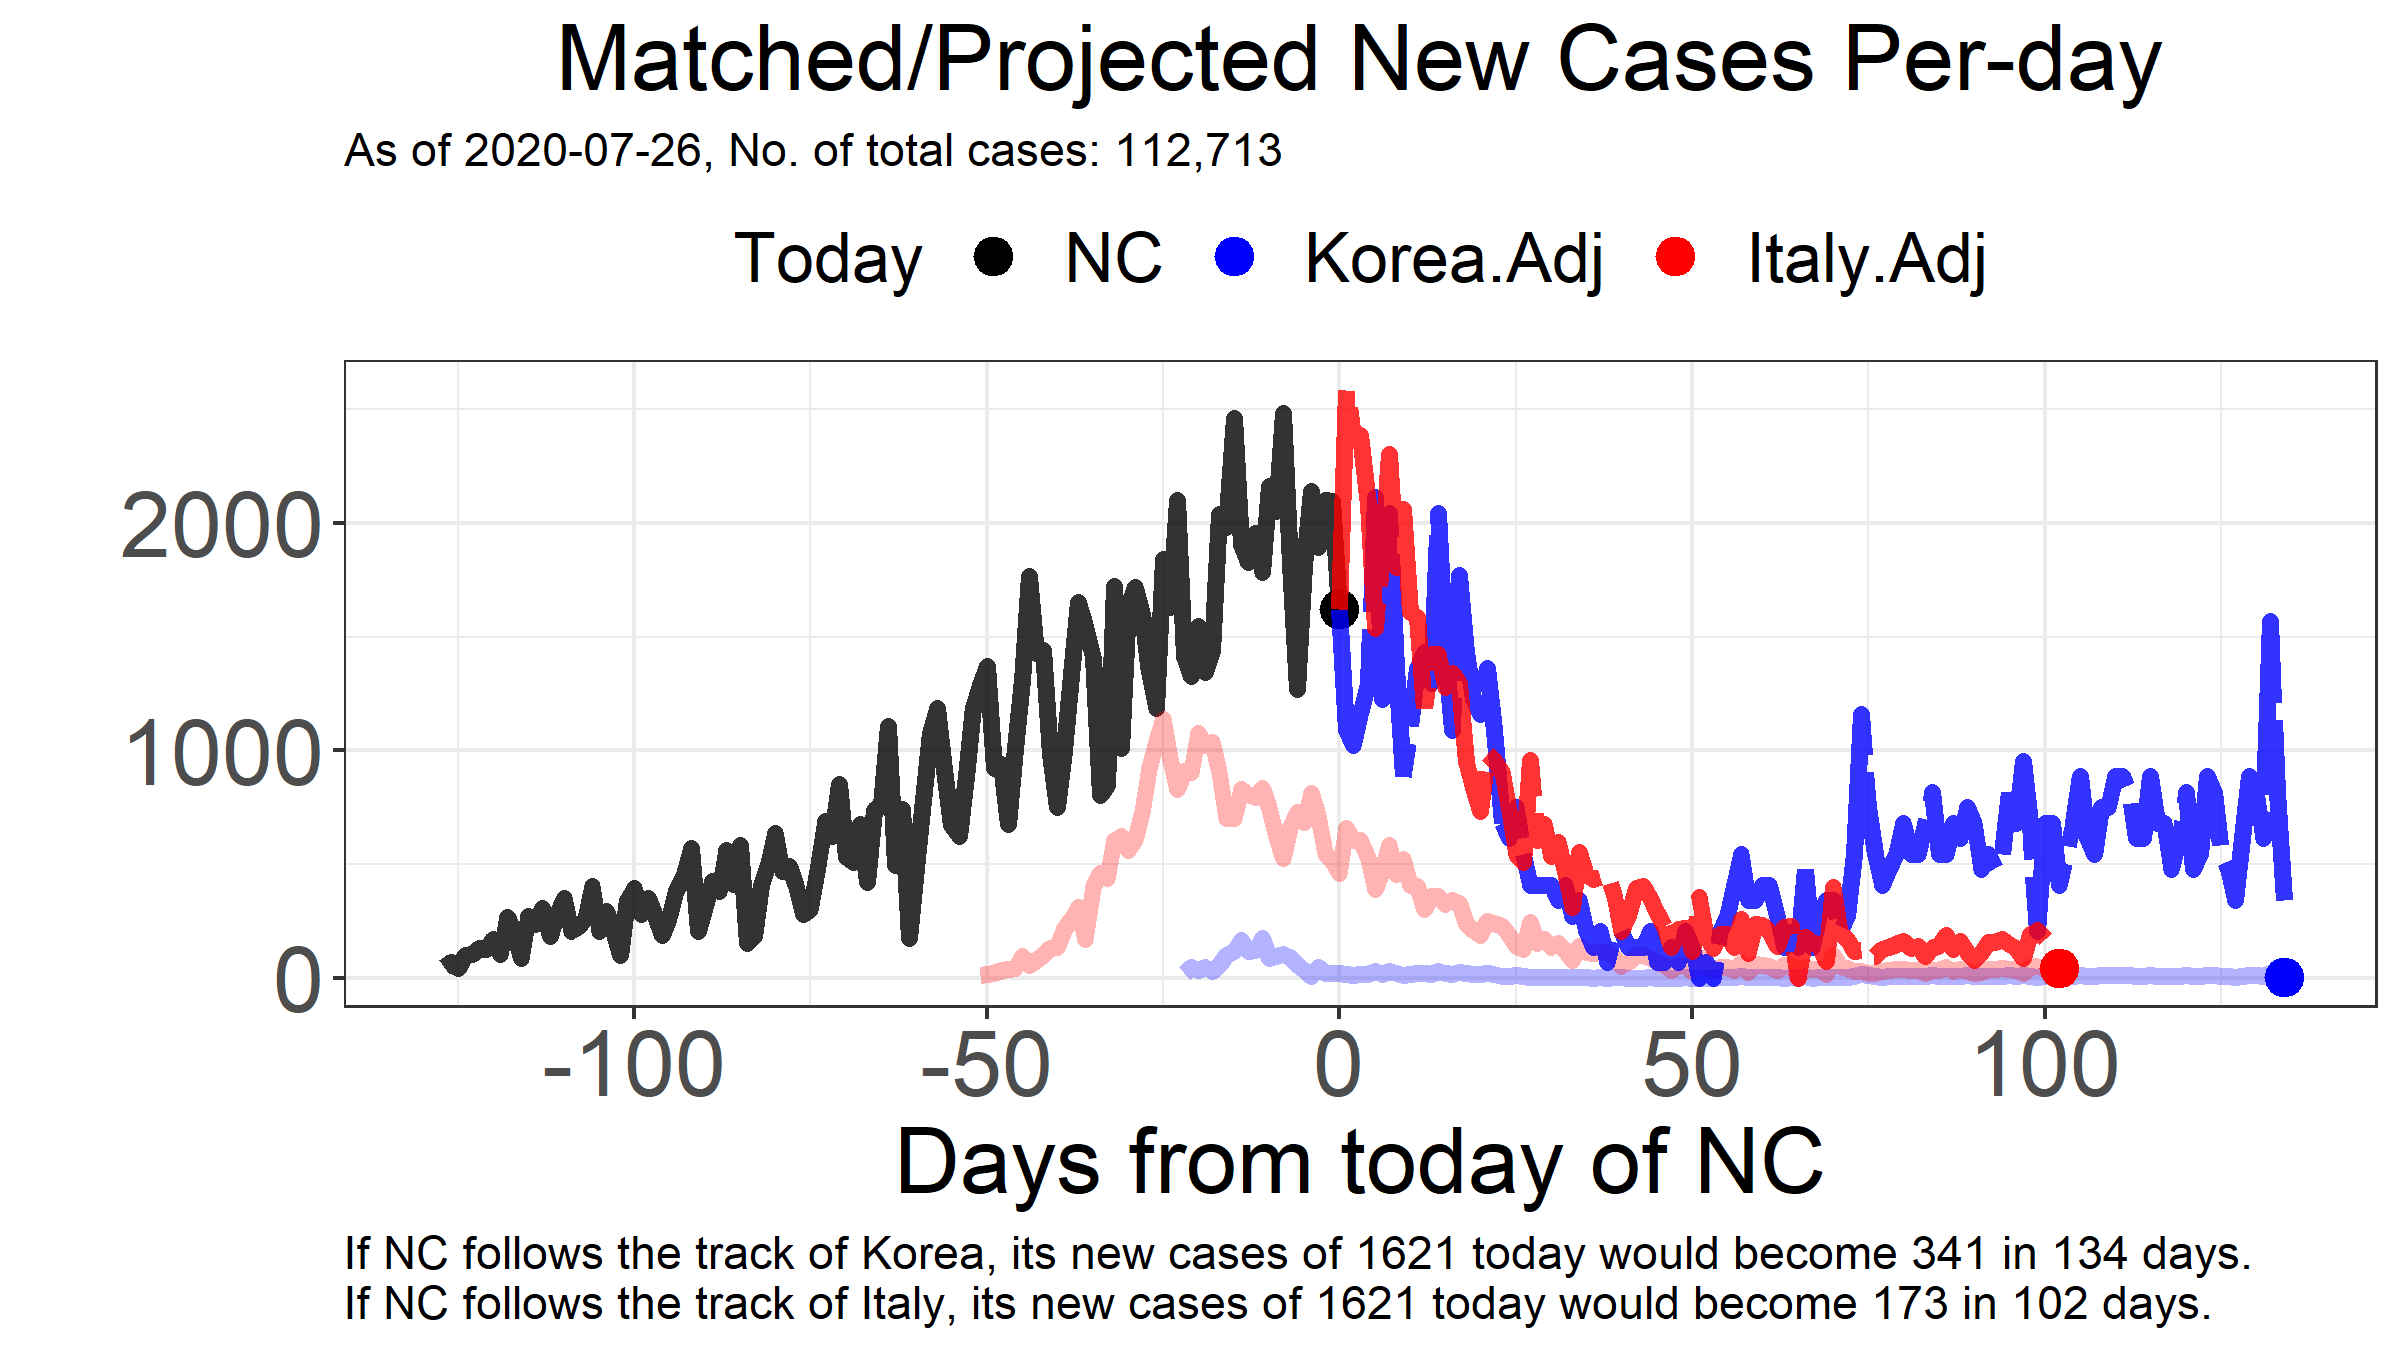 Matched/Projected New Cases Per-day
As of 2020-07-26, No. of total cases: 112,713
Today NC Korea.Adj Italy.Adj
2000
1000
0
-100 -50 0 50 100
Days from today of NC
If NC follows the track of Korea, its new cases of 1621 today would become 341 in 134 days.
If NC follows the track of Italy, its new cases of 1621 today would become 173 in 102 days.